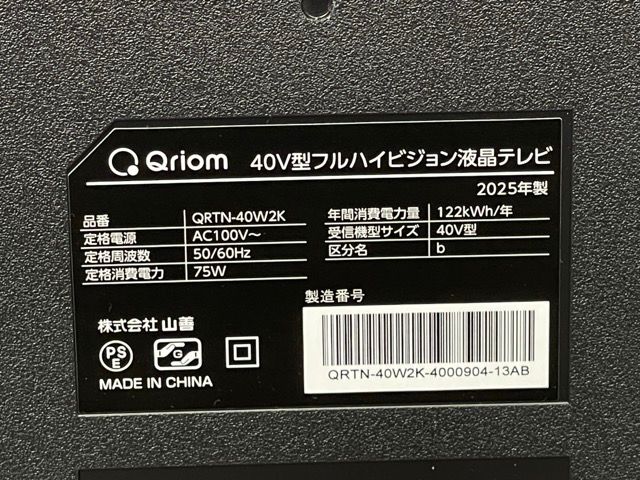 Qriom 40V型フルハイビジョン液晶テレビ
2025年製
品番 QRTN-40W2K
定格電源 AC100V～
定格周波数 50/60Hz
定格消費電力 75W
年間消費電力量 122kWh/年
受信機型サイズ 40V型
区分名 b
製造番号
株式会社 山善
PSE
G
MADE IN CHINA
QRTN-40W2K-4000904-13AB